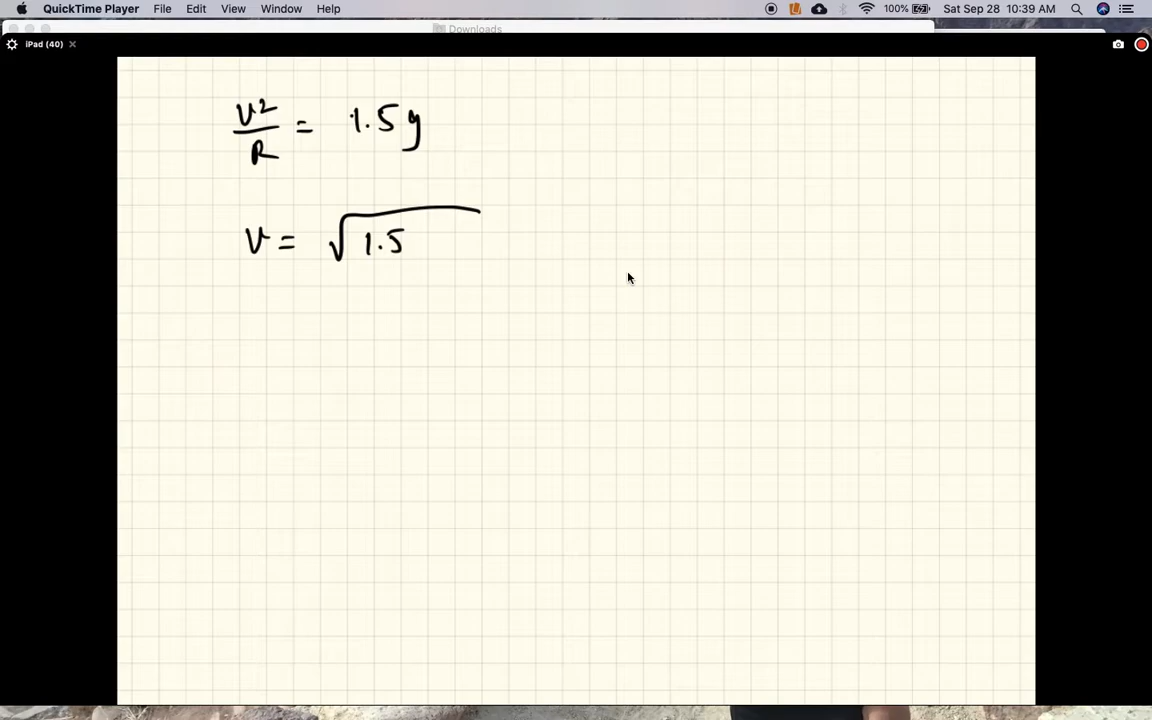 QuickTime Player File Edit View Window Help 100% Sat Sep 28 10:39 AM
Downloads
iPad (40)
v²/R = 1.5g
v = √1.5